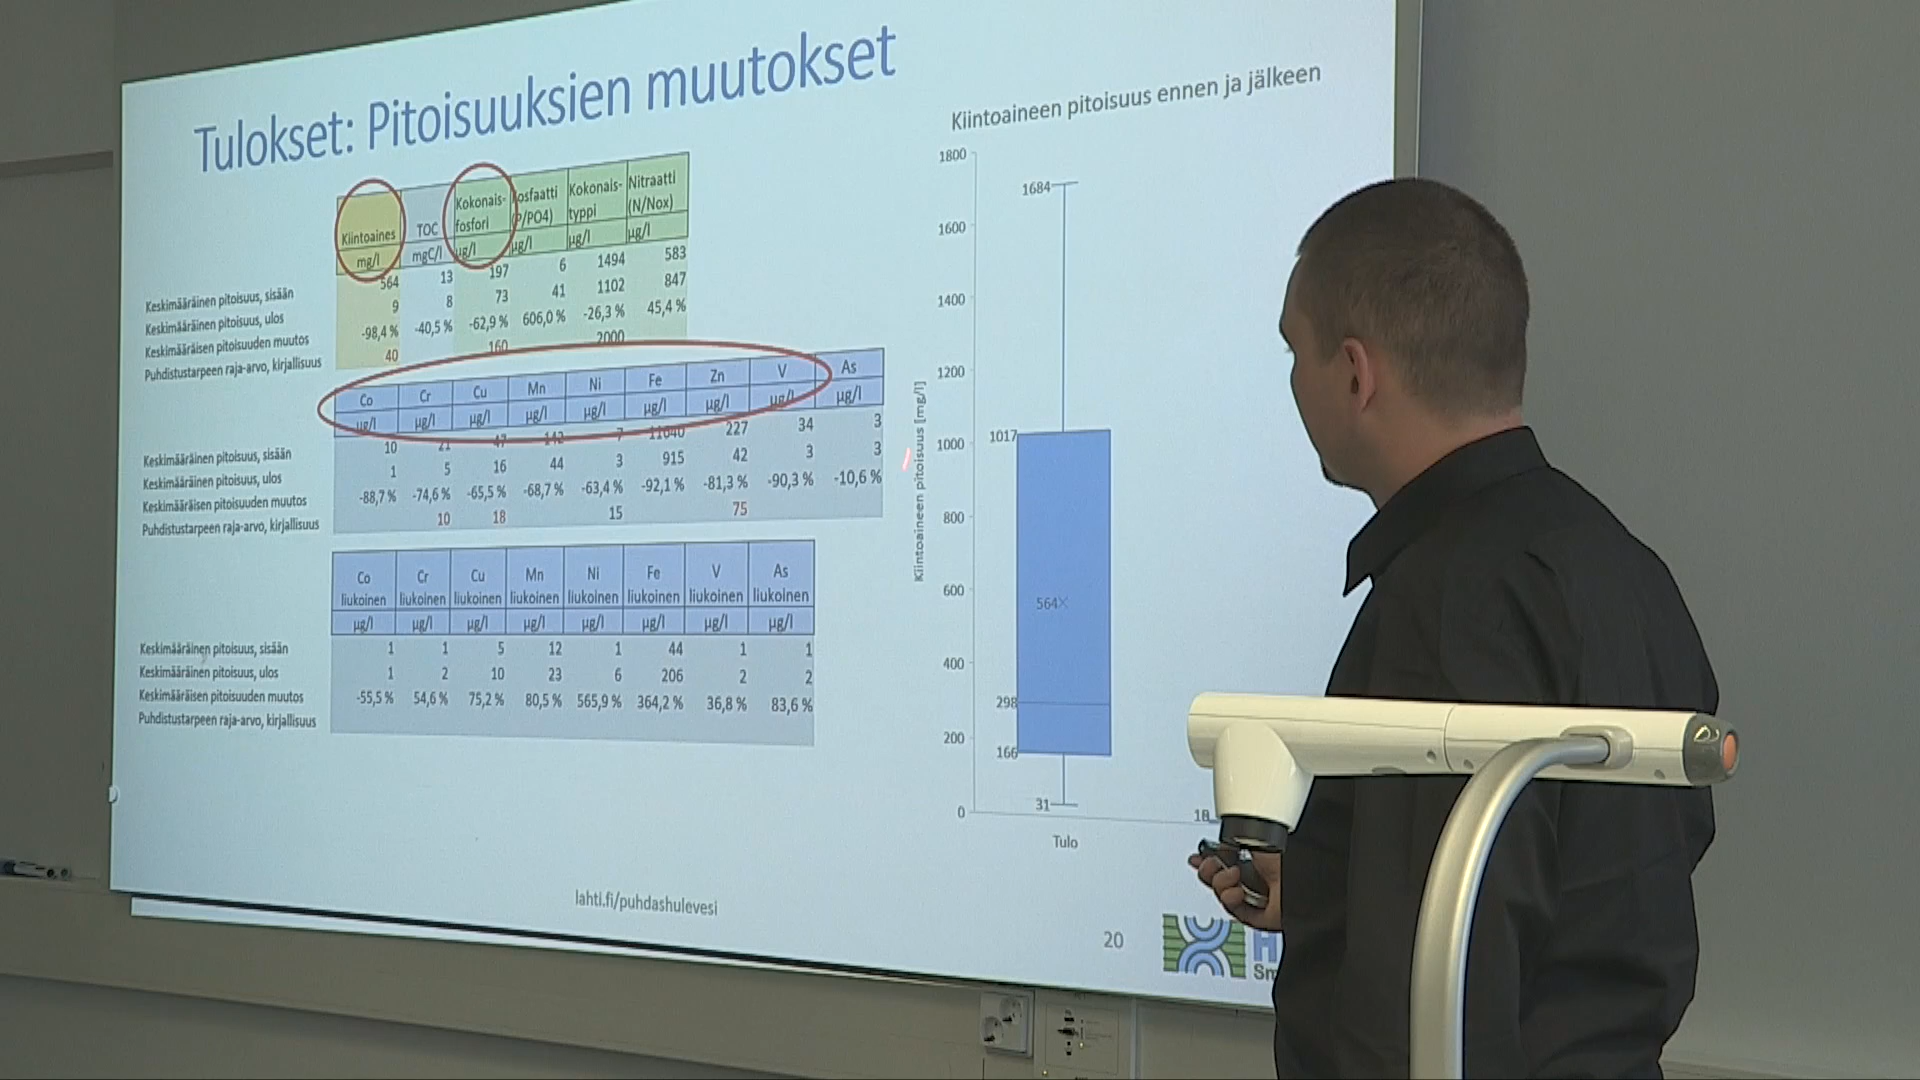 Tulokset: Pitoisuuksien muutokset
Kiintoaines TOC Kokonais-fosfori (P/PO4) Kokonais-typpi Nitraatti (N/Nox)
mg/l mgC/l µg/l µg/l µg/l µg/l
Keskimääräinen pitoisuus, sisään 564 13 197 6 1494 583
Keskimääräinen pitoisuus, ulos 9 8 73 41 1102 847
Keskimääräisen pitoisuuden muutos -98,4 % -40,5 % -62,9 % 606,0 % -26,3 % 45,4 %
Puhdistustarpeen raja-arvo, kirjallisuus 40 160 2000
Co Cr Cu Mn Ni Fe Zn V As
µg/l µg/l µg/l µg/l µg/l µg/l µg/l µg/l µg/l
Keskimääräinen pitoisuus, sisään 10 21 47 142 7 11640 227 34 3
Keskimääräinen pitoisuus, ulos 1 5 16 44 3 915 42 3 3
Keskimääräisen pitoisuuden muutos -88,7 % -74,6 % -65,5 % -68,7 % -63,4 % -92,1 % -81,3 % -90,3 % -10,6 %
Puhdistustarpeen raja-arvo, kirjallisuus 10 18 15 75
Co liukoinen Cr liukoinen Cu liukoinen Mn liukoinen Ni liukoinen Fe liukoinen V liukoinen As liukoinen
µg/l µg/l µg/l µg/l µg/l µg/l µg/l µg/l
Keskimääräinen pitoisuus, sisään 1 1 5 12 1 44 1 1
Keskimääräinen pitoisuus, ulos 1 2 10 23 6 206 2 2
Keskimääräisen pitoisuuden muutos -55,5 % 54,6 % 75,2 % 80,5 % 565,9 % 364,2 % 36,8 % 83,6 %
Puhdistustarpeen raja-arvo, kirjallisuus
Kiintoaineen pitoisuus ennen ja jälkeen
Kiintoaineen pitoisuus [mg/l]
1800
1600
1400
1200
1000
800
600
400
200
0
1684
1017
564
298
166
31
18
Tulo
lahti.fi/puhdashulevesi
20